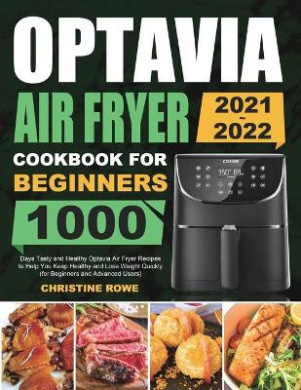 OPTAVIA
AIR FRYER
2021
~
2022
COOKBOOK FOR
BEGINNERS
1000
Days Tasty and Healthy Optavia Air Fryer Recipes
to Help You Keep Healthy and Lose Weight Quickly
(for Beginners and Advanced Users)
CHRISTINE ROWE
COSORI